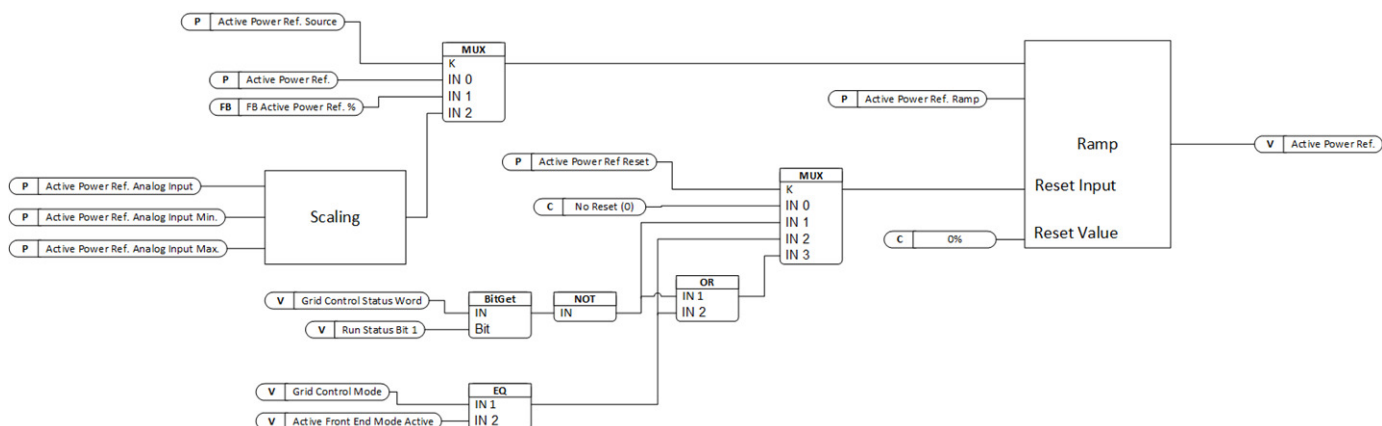 P Active Power Ref. Source
MUX
K
P Active Power Ref.
IN 0
FB FB Active Power Ref. %
IN 1
IN 2
P Active Power Ref. Ramp
Ramp
V Active Power Ref.
P Active Power Ref Reset
MUX
P Active Power Ref. Analog Input
K
Reset Input
Scaling
C No Reset (0)
IN 0
P Active Power Ref. Analog Input Min.
IN 1
C 0%
Reset Value
IN 2
P Active Power Ref. Analog Input Max.
IN 3
OR
V Grid Control Status Word
BitGet
NOT
IN 1
IN
IN
IN 2
V Run Status Bit 1
Bit
V Grid Control Mode
EQ
IN 1
V Active Front End Mode Active
IN 2